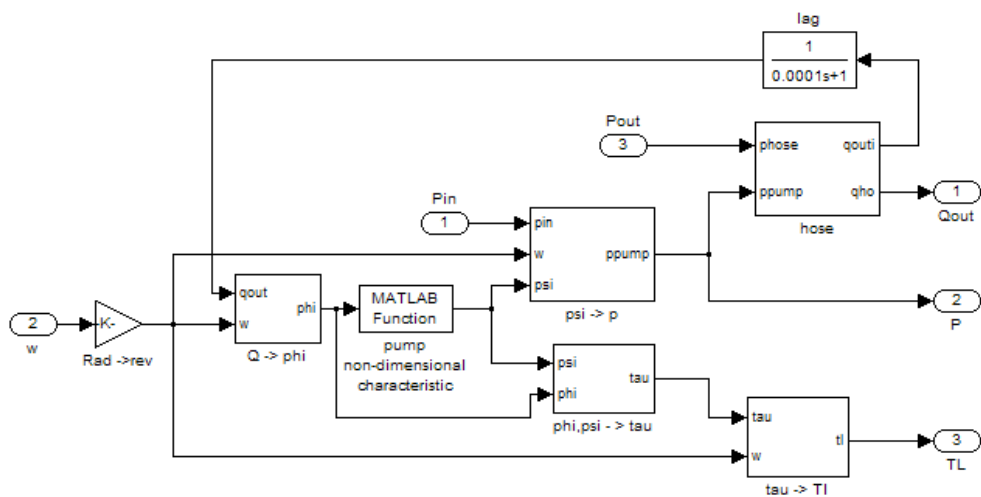 lag
1
0.0001s+1
Pout
3
phose
qouti
ppump
qho
hose
1
Qout
Pin
1
pin
w
psi
ppump
psi -> p
2
P
qout
w
phi
Q -> phi
MATLAB
Function
pump
non-dimensional
characteristic
2
w
-K-
Rad ->rev
psi
phi
tau
phi,psi -> tau
tau
w
tl
tau -> Tl
3
TL